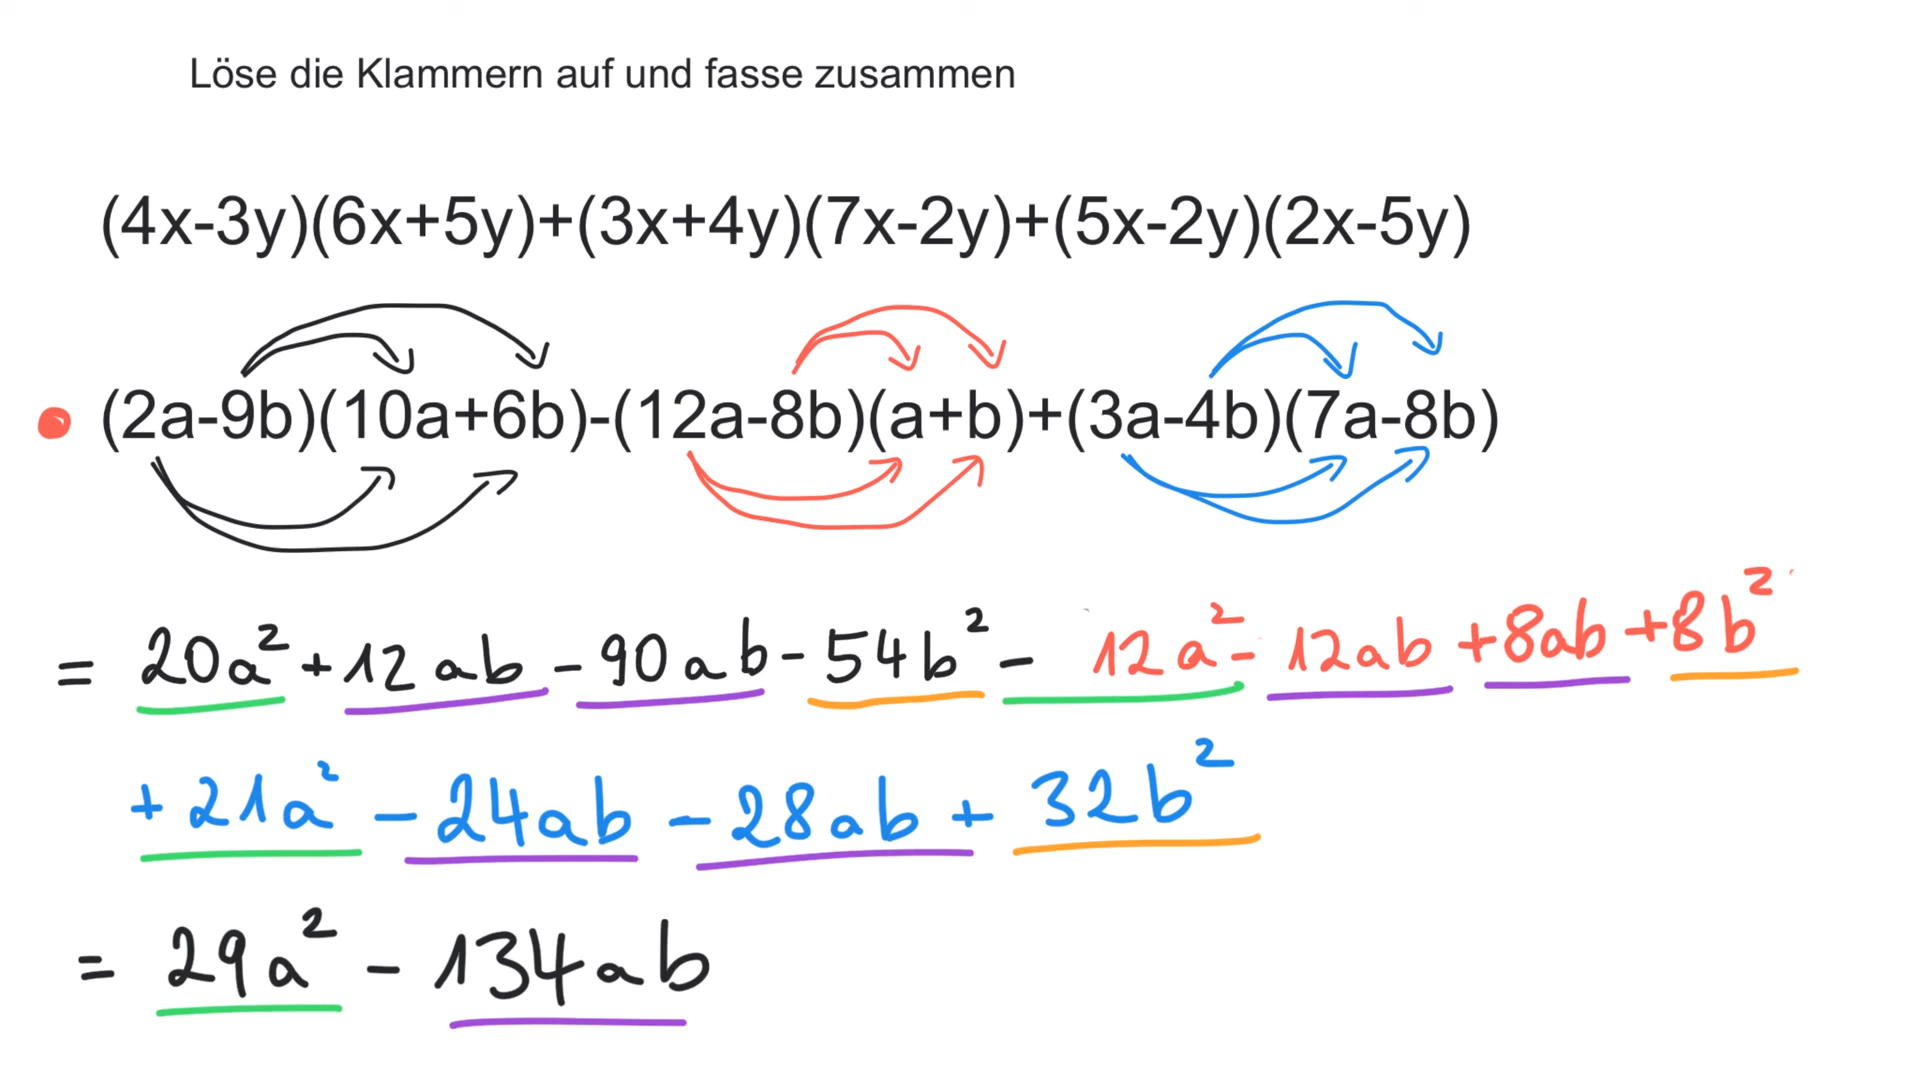 Löse die Klammern auf und fasse zusammen
(4x-3y)(6x+5y)+(3x+4y)(7x-2y)+(5x-2y)(2x-5y)
(2a-9b)(10a+6b)-(12a-8b)(a+b)+(3a-4b)(7a-8b)
= 20a² + 12ab - 90ab - 54b² - 12a² - 12ab + 8ab + 8b²
+ 21a² - 24ab - 28ab + 32b²
= 29a² - 134ab